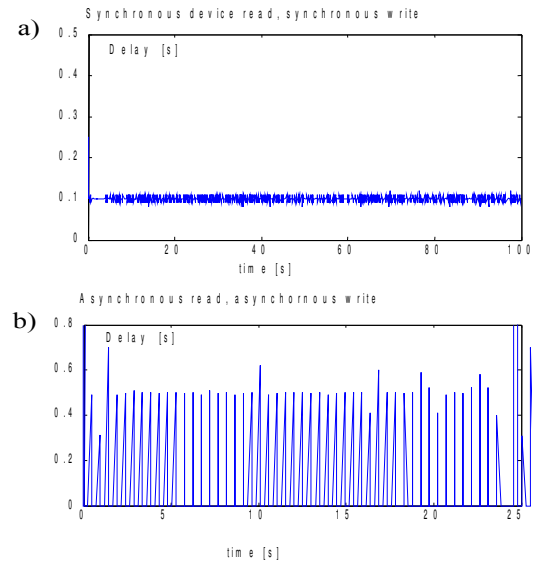 Synchronous device read, synchronous write
a)
0.5
Delay [s]
0.4
0.3
0.2
0.1
0
0 20 40 60 80 100
time [s]
Asynchronous read, asynchornous write
b)
0.8
Delay [s]
0.6
0.4
0.2
0
0 5 10 15 20 25
time [s]